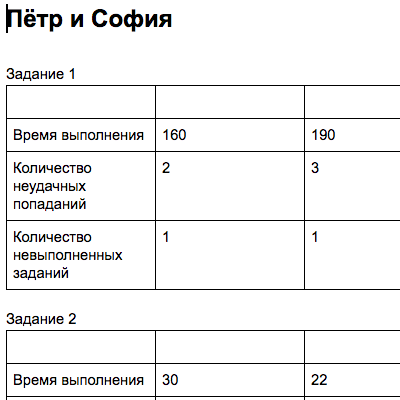 Пётр и София
Задание 1
Время выполнения 160 190
Количество неудачных попаданий 2 3
Количество невыполненных заданий 1 1
Задание 2
Время выполнения 30 22